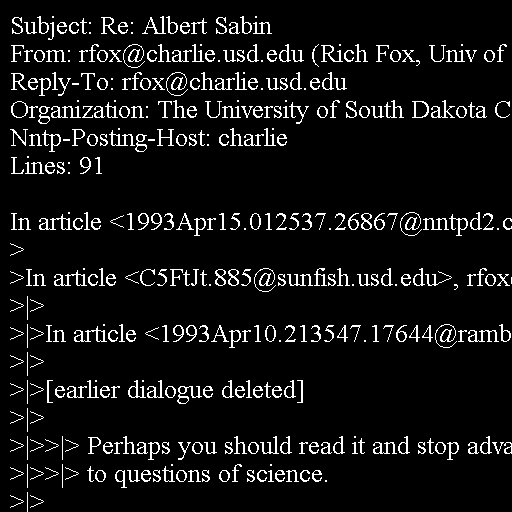 Subject: Re: Albert Sabin
From: rfox@charlie.usd.edu (Rich Fox, Univ of
Reply-To: rfox@charlie.usd.edu
Organization: The University of South Dakota C
Nntp-Posting-Host: charlie
Lines: 91
In article <1993Apr15.012537.26867@nntpd2.c
>
>In article <C5FtJt.885@sunfish.usd.edu>, rfox
>|>
>|>In article <1993Apr10.213547.17644@ramb
>|>
>|>[earlier dialogue deleted]
>|>
>|>>|> Perhaps you should read it and stop adva
>|>>|> to questions of science.
>|>